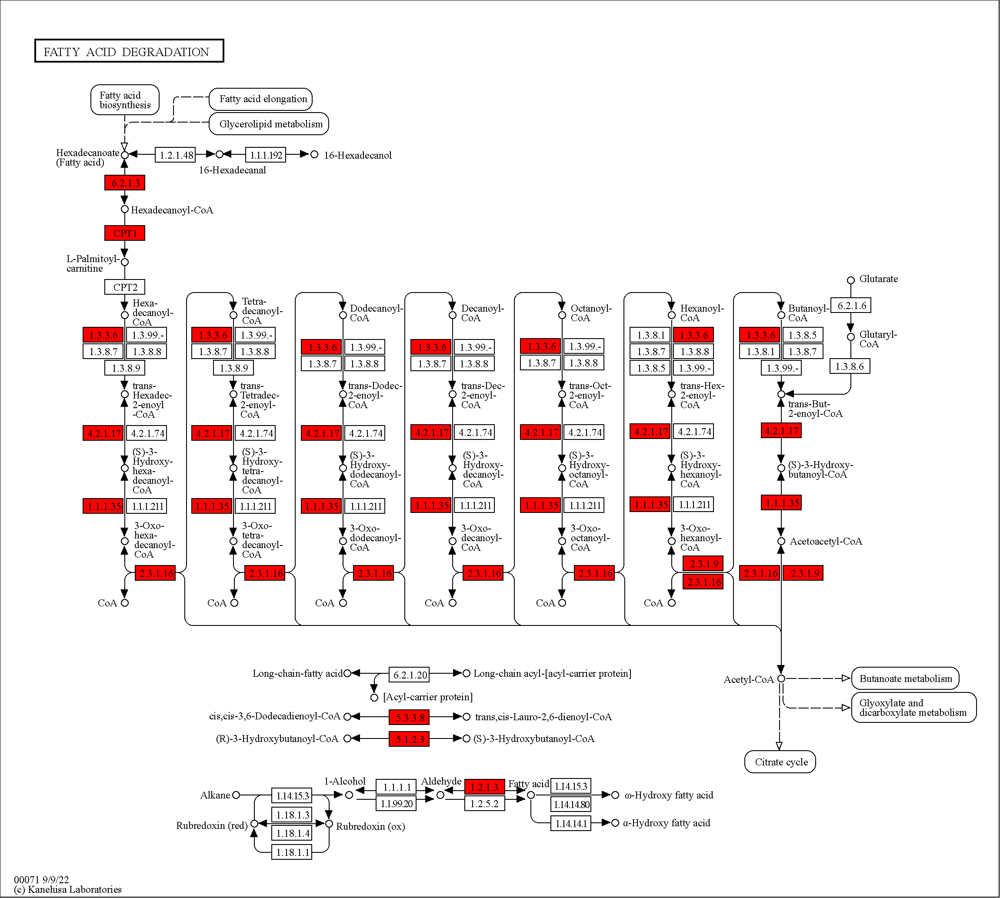 FATTY ACID DEGRADATION
Fatty acid
biosynthesis
Fatty acid elongation
Glycerolipid metabolism
Hexadecanoate
(Fatty acid)
1.2.1.48
16-Hexadecanal
1.1.1.192
16-Hexadecanol
6.2.1.3
Hexadecanoyl-CoA
CPT1
L-Palmitoyl-
carnitine
CPT2
Hexa-
decanoyl-
CoA
1.3.3.6
1.3.99.-
1.3.8.7
1.3.8.8
1.3.8.9
trans-
Hexadec-
2-enoyl
-CoA
4.2.1.17
4.2.1.74
(S)-3-
Hydroxy-
hexa-
decanoyl-
CoA
1.1.1.35
1.1.1.211
3-Oxo-
hexa-
decanoyl-
CoA
2.3.1.16
CoA
Tetra-
decanoyl-
CoA
1.3.3.6
1.3.99.-
1.3.8.7
1.3.8.8
1.3.8.9
trans-
Tetradec-
2-enoyl-
CoA
4.2.1.17
4.2.1.74
(S)-3-
Hydroxy-
tetra-
decanoyl-
CoA
1.1.1.35
1.1.1.211
3-Oxo-
tetra-
decanoyl-
CoA
2.3.1.16
CoA
Dodecanoyl-
CoA
1.3.3.6
1.3.99.-
1.3.8.7
1.3.8.8
trans-Dodec-
2-enoyl-
CoA
4.2.1.17
4.2.1.74
(S)-3-
Hydroxy-
dodecanoyl-
CoA
1.1.1.35
1.1.1.211
3-Oxo-
dodecanoyl-
CoA
2.3.1.16
CoA
Decanoyl-
CoA
1.3.3.6
1.3.99.-
1.3.8.7
1.3.8.8
trans-Dec-
2-enoyl-
CoA
4.2.1.17
4.2.1.74
(S)-3-
Hydroxy-
decanoyl-
CoA
1.1.1.35
1.1.1.211
3-Oxo-
decanoyl-
CoA
2.3.1.16
CoA
Octanoyl-
CoA
1.3.3.6
1.3.99.-
1.3.8.7
1.3.8.8
trans-Oct-
2-enoyl-
CoA
4.2.1.17
4.2.1.74
(S)-3-
Hydroxy-
octanoyl-
CoA
1.1.1.35
1.1.1.211
3-Oxo-
octanoyl-
CoA
2.3.1.16
CoA
Hexanoyl-
CoA
1.3.8.1
1.3.3.6
1.3.8.7
1.3.8.8
1.3.8.5
1.3.99.-
trans-Hex-
2-enoyl-
CoA
4.2.1.17
4.2.1.74
(S)-3-
Hydroxy-
hexanoyl-
CoA
1.1.1.35
1.1.1.211
3-Oxo-
hexanoyl-
CoA
2.3.1.9
2.3.1.16
CoA
Butanoyl-
CoA
1.3.3.6
1.3.8.5
1.3.8.1
1.3.8.7
1.3.99.-
Glutarate
6.2.1.6
Glutaryl-
CoA
1.3.8.6
trans-But-
2-enoyl-CoA
4.2.1.17
(S)-3-Hydroxy-
butanoyl-CoA
1.1.1.35
Acetoacetyl-CoA
2.3.1.16
2.3.1.9
Acetyl-CoA
Butanoate metabolism
Glyoxylate and
dicarboxylate metabolism
Citrate cycle
Long-chain-fatty acid
6.2.1.20
Long-chain acyl-[acyl-carrier protein]
[Acyl-carrier protein]
cis,cis-3,6-Dodecadienoyl-CoA
5.3.3.8
trans,cis-Lauro-2,6-dienoyl-CoA
(R)-3-Hydroxybutanoyl-CoA
5.1.2.3
(S)-3-Hydroxybutanoyl-CoA
Alkane
1.14.15.3
1-Alcohol
1.1.1.1
1.1.99.20
Aldehyde
1.2.1.3
1.2.5.2
Fatty acid
1.14.15.3
1.14.14.80
1.14.14.1
ω-Hydroxy fatty acid
α-Hydroxy fatty acid
Rubredoxin (red)
1.18.1.3
1.18.1.4
1.18.1.1
Rubredoxin (ox)
00071 9/9/22
(c) Kanehisa Laboratories